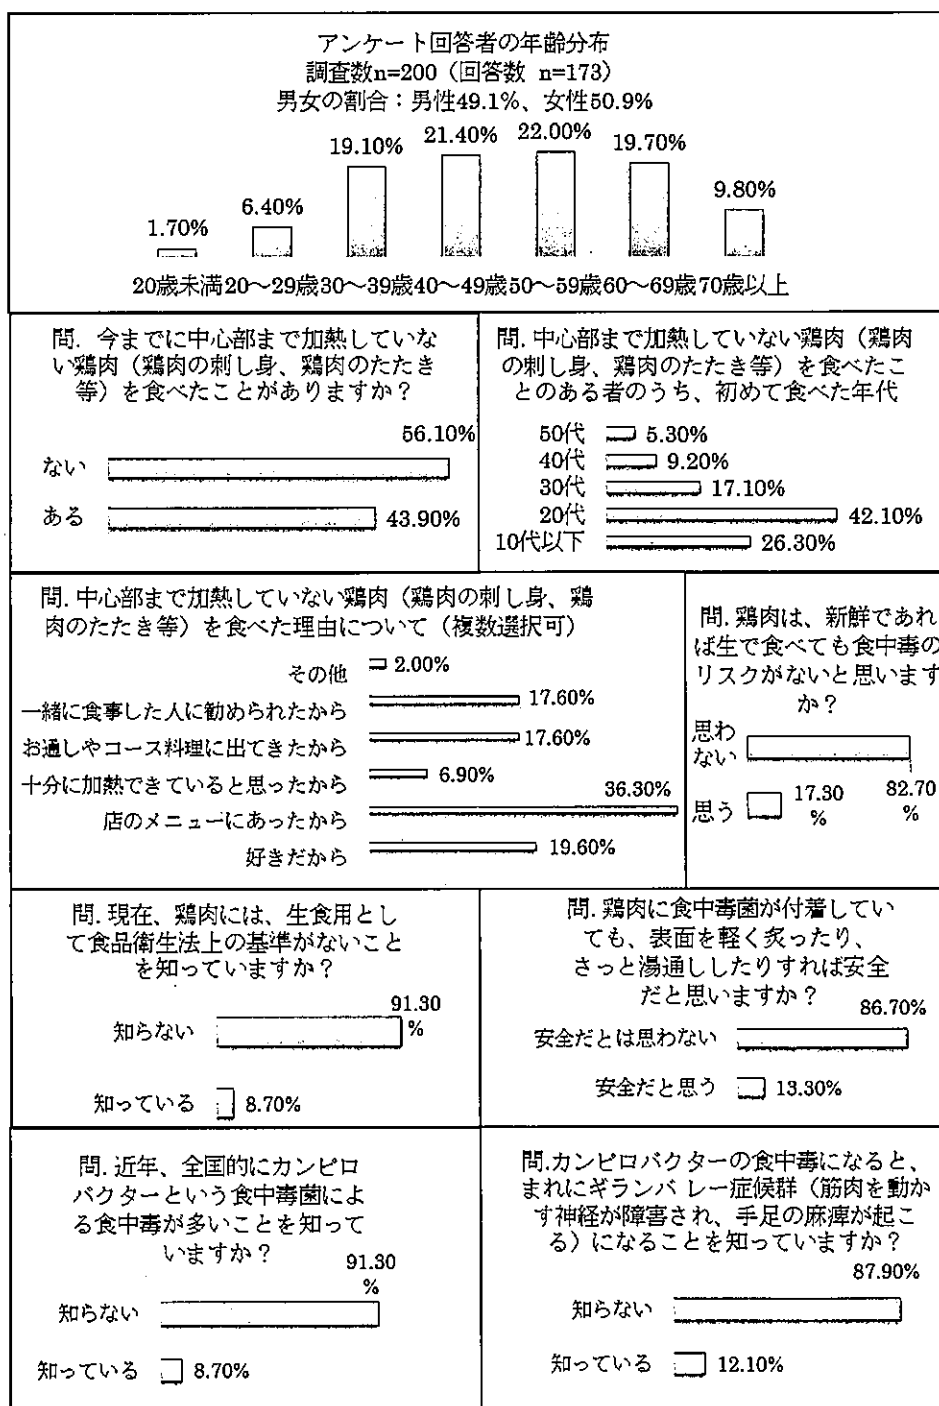 アンケート回答者の年齢分布
調査数n=200（回答数 n=173）
男女の割合：男性49.1%、女性50.9%
1.70%
6.40%
19.10%
21.40%
22.00%
19.70%
9.80%
20歳未満20～29歳30～39歳40～49歳50～59歳60～69歳70歳以上
問. 今までに中心部まで加熱していな
い鶏肉（鶏肉の刺し身、鶏肉のたたき
等）を食べたことがありますか？
56.10%
ない
ある
43.90%
問. 中心部まで加熱していない鶏肉（鶏肉
の刺し身、鶏肉のたたき等）を食べたこ
とのある者のうち、初めて食べた年代
50代 5.30%
40代 9.20%
30代 17.10%
20代 42.10%
10代以下 26.30%
問. 中心部まで加熱していない鶏肉（鶏肉の刺し身、鶏
肉のたたき等）を食べた理由について（複数選択可）
その他 2.00%
一緒に食事した人に勧められたから 17.60%
お通しやコース料理に出てきたから 17.60%
十分に加熱できていると思ったから 6.90%
36.30%
店のメニューにあったから
好きだから 19.60%
問. 鶏肉は、新鮮であれ
ば生で食べても食中毒の
リスクがないと思います
か？
思わ
ない
思う
17.30
%
82.70
%
問. 現在、鶏肉には、生食用とし
て食品衛生法上の基準がないこと
を知っていますか？
91.30
%
知らない
知っている 8.70%
問. 鶏肉に食中毒菌が付着してい
ても、表面を軽く炙ったり、
さっと湯通ししたりすれば安全
だと思いますか？
86.70%
安全だとは思わない
安全だと思う 13.30%
問. 近年、全国的にカンピロ
バクターという食中毒菌によ
る食中毒が多いことを知って
いますか？
91.30
%
知らない
知っている 8.70%
問.カンピロバクターの食中毒になると、
まれにギランバ レー症候群（筋肉を動か
す神経が障害され、手足の麻痺が起こ
る）になることを知っていますか？
87.90%
知らない
知っている 12.10%